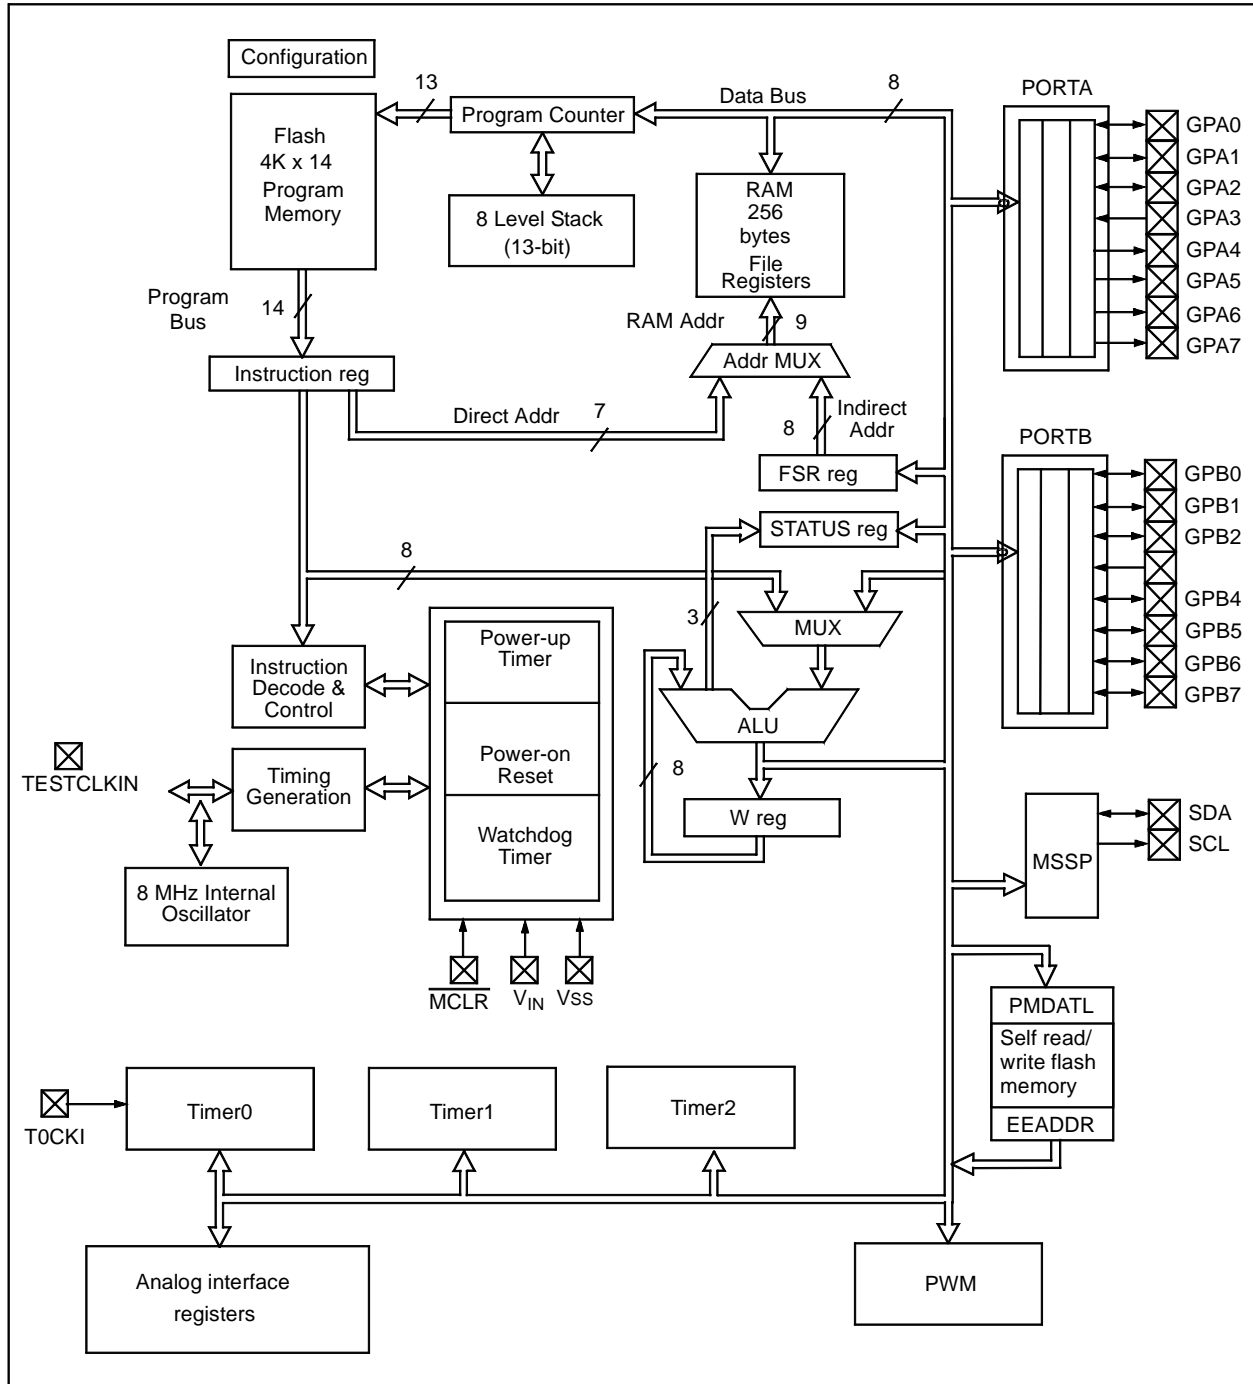 Configuration
13
8
Data Bus
PORTA
Program Counter
Flash
4K x 14
Program
Memory
8 Level Stack
(13-bit)
RAM
256
bytes
File
Registers
GPA0
GPA1
GPA2
GPA3
GPA4
GPA5
GPA6
GPA7
Program
Bus
14
RAM Addr
9
Addr MUX
Instruction reg
Direct Addr
7
8
Indirect
Addr
FSR reg
PORTB
GPB0
GPB1
GPB2
GPB4
GPB5
GPB6
GPB7
STATUS reg
8
3
MUX
Power-up
Timer
Instruction
Decode &
Control
ALU
Power-on
Reset
8
TESTCLKIN
Timing
Generation
W reg
Watchdog
Timer
MSSP
SDA
SCL
8 MHz Internal
Oscillator
MCLR
VIN
VSS
PMDATL
Self read/
write flash
memory
EEADDR
T0CKI
Timer0
Timer1
Timer2
Analog interface
registers
PWM